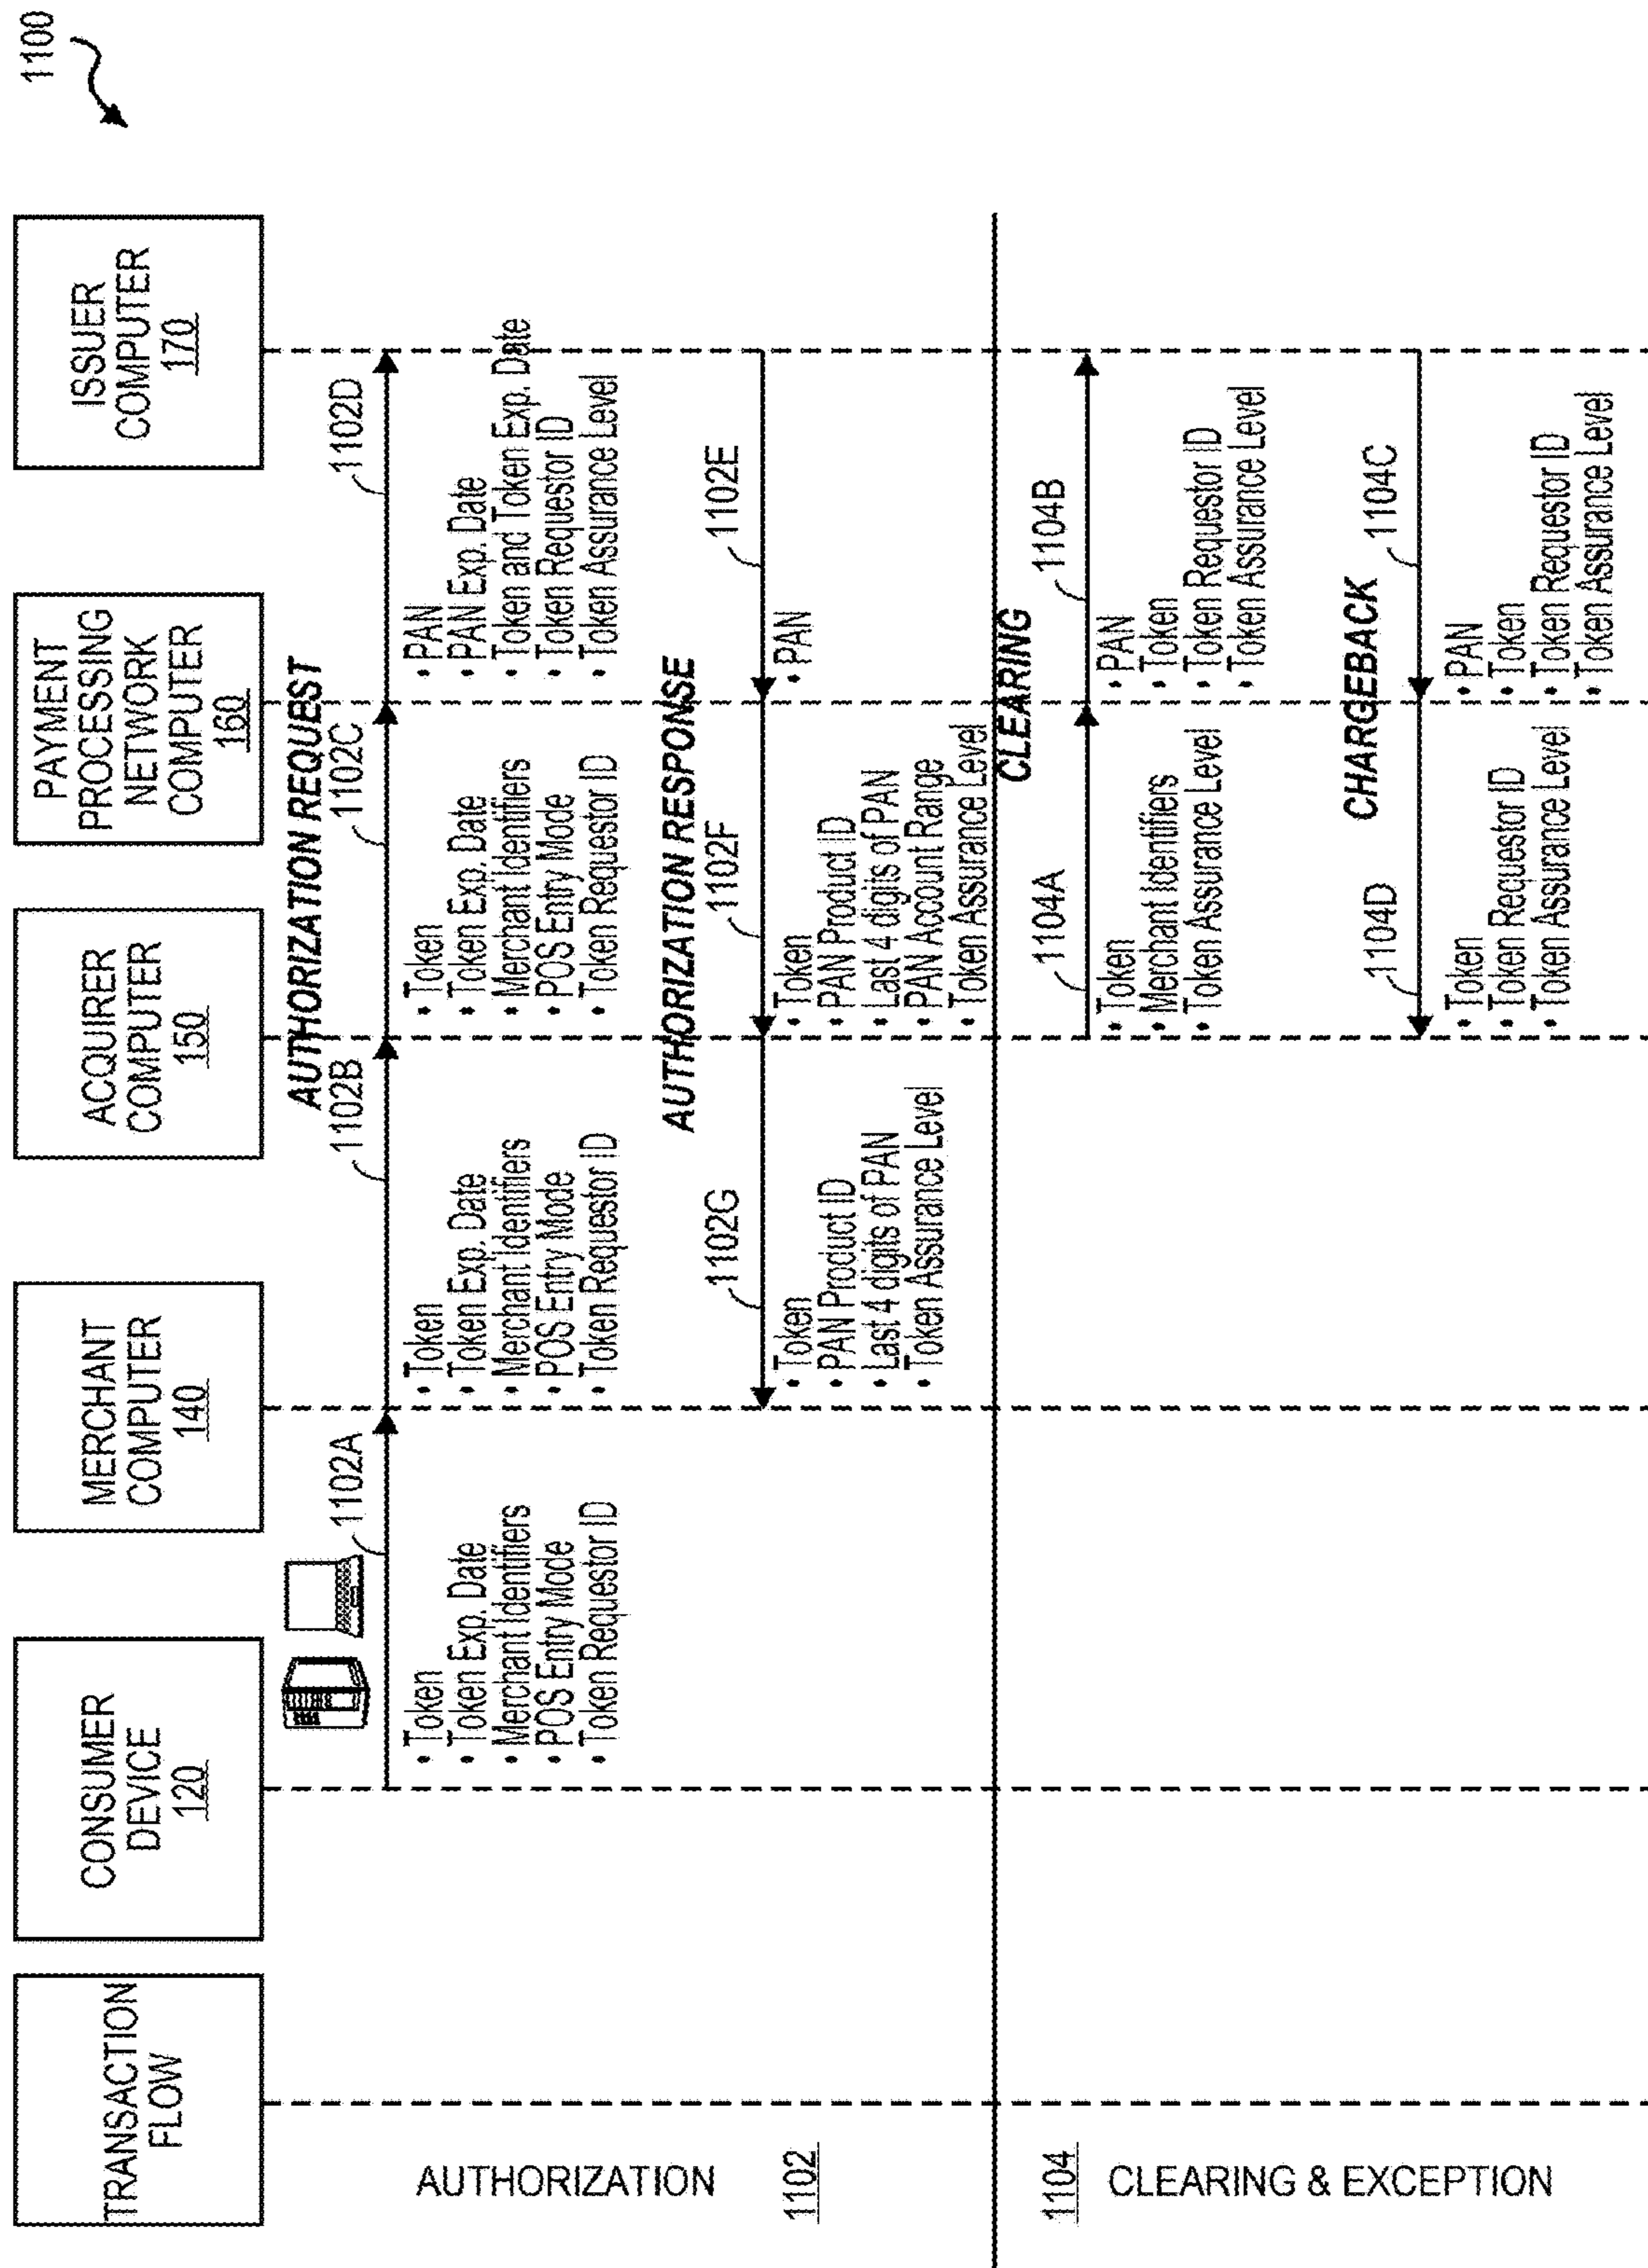 1100
TRANSACTION
FLOW
CONSUMER
DEVICE
120
MERCHANT
COMPUTER
140
ACQUIRER
COMPUTER
150
PAYMENT
PROCESSING
NETWORK
COMPUTER
160
ISSUER
COMPUTER
170
AUTHORIZATION
1102
AUTHORIZATION REQUEST
1102A
• Token
• Token Exp. Date
• Merchant Identifiers
• POS Entry Mode
• Token Requestor ID
1102B
• Token
• Token Exp. Date
• Merchant Identifiers
• POS Entry Mode
• Token Requestor ID
1102C
• Token
• Token Exp. Date
• Merchant Identifiers
• POS Entry Mode
• Token Requestor ID
1102D
• PAN
• PAN Exp. Date
• Token and Token Exp. Date
• Token Requestor ID
• Token Assurance Level
AUTHORIZATION RESPONSE
1102G
• Token
• PAN Product ID
• Last 4 digits of PAN
• Token Assurance Level
1102F
• Token
• PAN Product ID
• Last 4 digits of PAN
• PAN Account Range
• Token Assurance Level
1102E
• PAN
1104
CLEARING & EXCEPTION
CLEARING
1104A
• Token
• Merchant Identifiers
• Token Assurance Level
1104B
• PAN
• Token
• Token Requestor ID
• Token Assurance Level
CHARGEBACK
1104D
• Token
• Token Requestor ID
• Token Assurance Level
1104C
• PAN
• Token
• Token Requestor ID
• Token Assurance Level